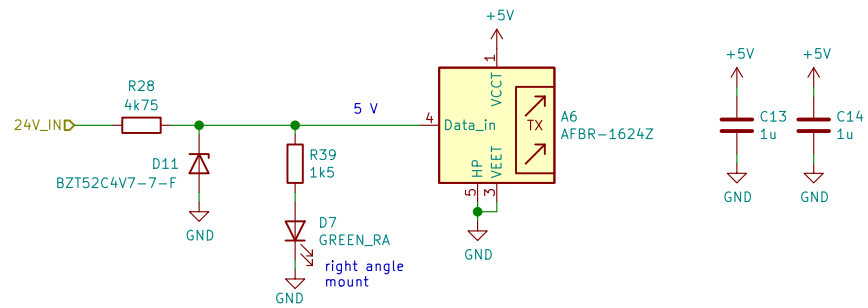 +5V
R28
4k75
24V_IN
D11
BZT52C4V7-7-F
GND
R39
1k5
D7
GREEN_RA
right angle
mount
GND
5 V
4
Data_in
1
VCCT
TX
HP
VEET
5
3
A6
AFBR-1624Z
GND
+5V
C13
1u
GND
+5V
C14
1u
GND